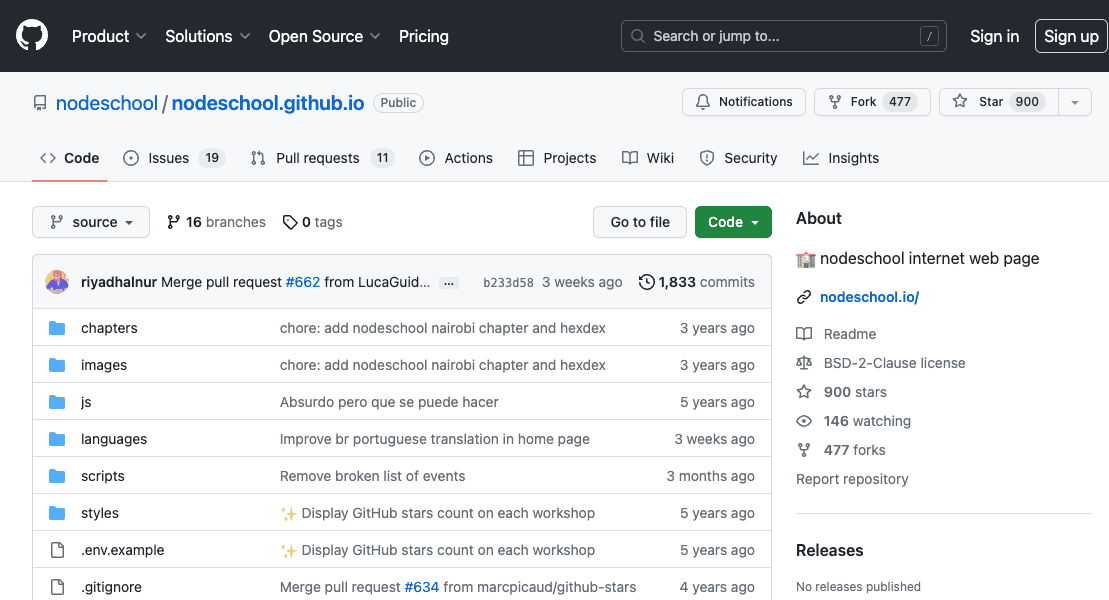 Product Solutions Open Source Pricing Search or jump to... / Sign in Sign up
nodeschool / nodeschool.github.io Public Notifications Fork 477 Star 900
Code Issues 19 Pull requests 11 Actions Projects Wiki Security Insights
source 16 branches 0 tags Go to file Code
riyadhalnur Merge pull request #662 from LucaGuid... ... b233d58 3 weeks ago 1,833 commits
chapters chore: add nodeschool nairobi chapter and hexdex 3 years ago
images chore: add nodeschool nairobi chapter and hexdex 3 years ago
js Absurdo pero que se puede hacer 5 years ago
languages Improve br portuguese translation in home page 3 weeks ago
scripts Remove broken list of events 3 months ago
styles ✨ Display GitHub stars count on each workshop 5 years ago
.env.example ✨ Display GitHub stars count on each workshop 5 years ago
.gitignore Merge pull request #634 from marcpicaud/github-stars 4 years ago
About
🏫 nodeschool internet web page
nodeschool.io/
Readme
BSD-2-Clause license
900 stars
146 watching
477 forks
Report repository
Releases
No releases published